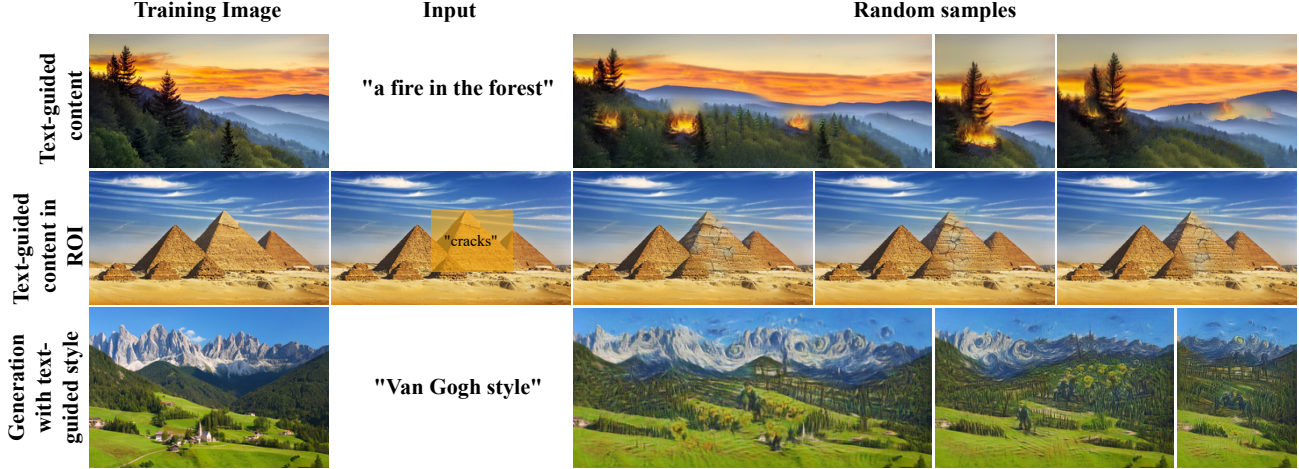 Training Image
Input
Random samples
Text-guided
content
"a fire in the forest"
Text-guided
content in
ROI
"cracks"
Generation
with text-
guided style
"Van Gogh style"